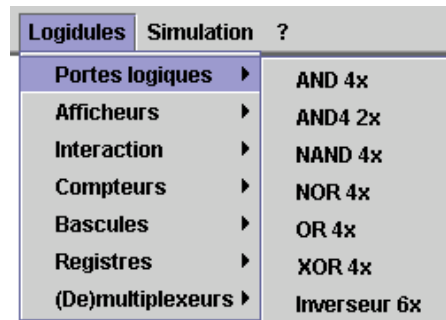 Logidules Simulation ?
Portes logiques
Afficheurs
Interaction
Compteurs
Bascules
Registres
(De)multiplexeurs
AND 4x
AND4 2x
NAND 4x
NOR 4x
OR 4x
XOR 4x
Inverseur 6x